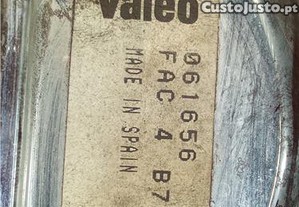 CustoJusto.pt
Valeo
061656
FAC 4 B7
MADE IN SPAIN